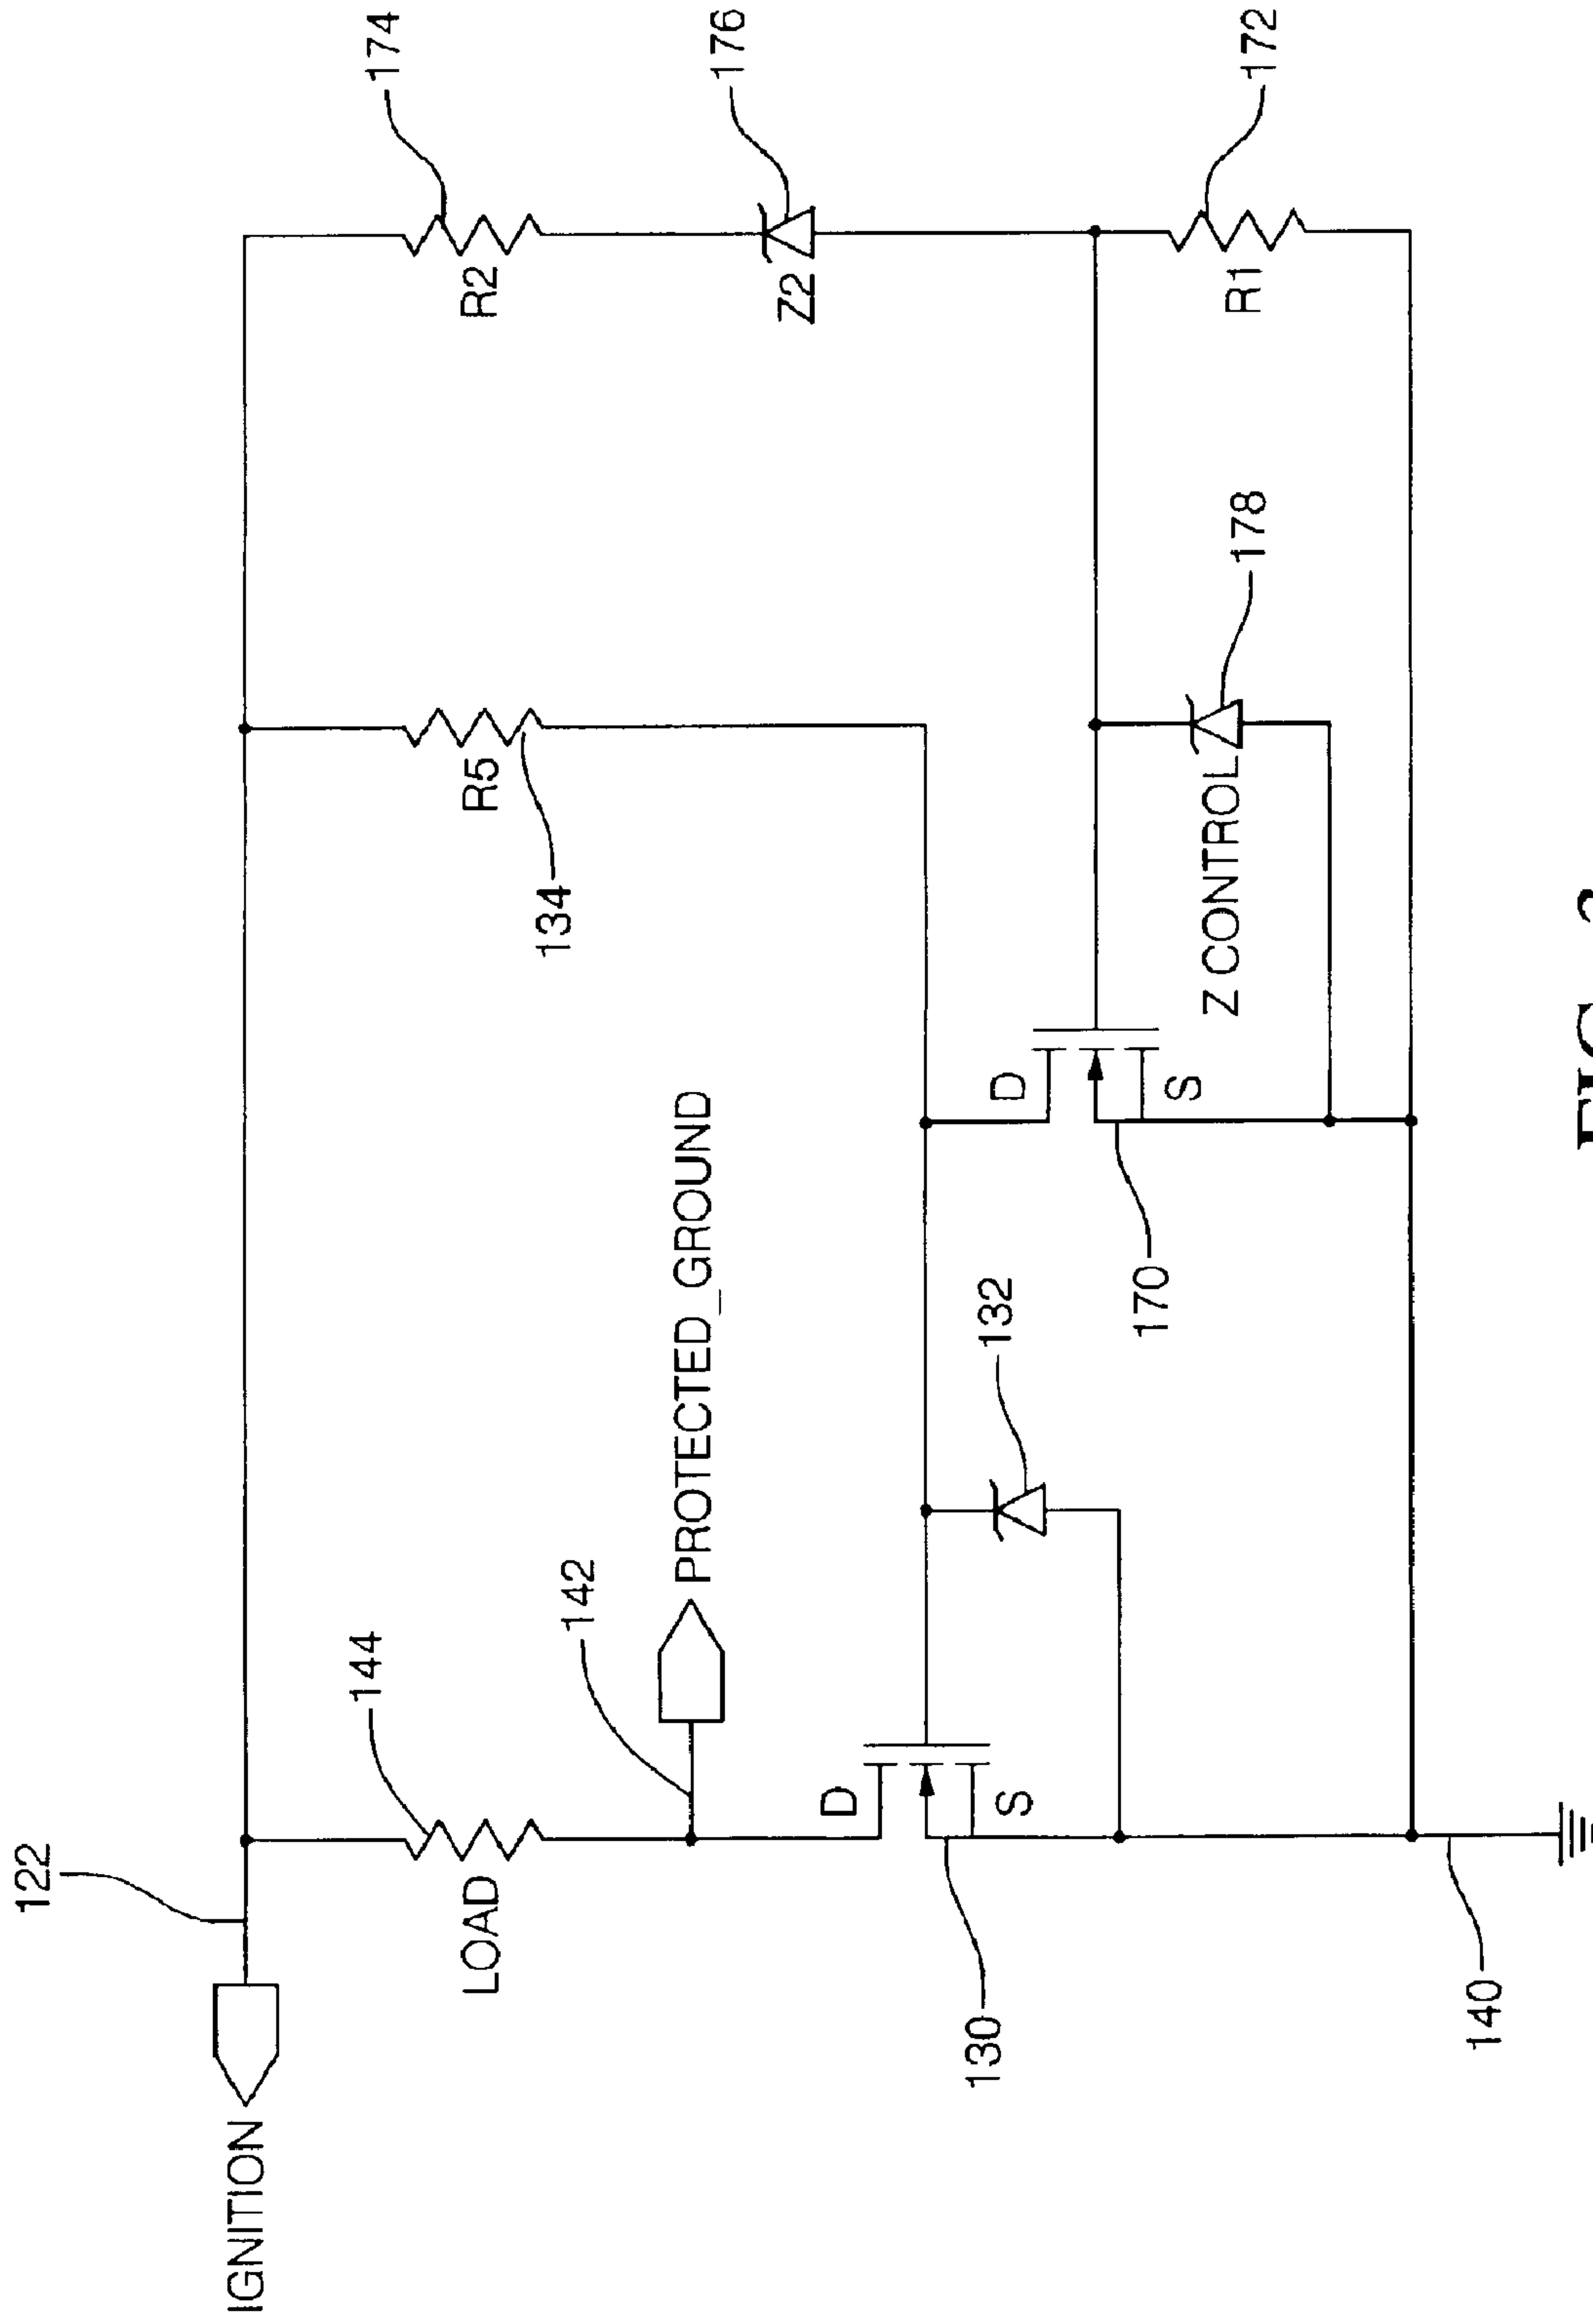 122
IGNITION
144
174
LOAD
R5
R2
134
142
PROTECTED_GROUND
176
Z2
D
130
132
D
S
170
S
Z CONTROL
178
R1
172
140
FIG.